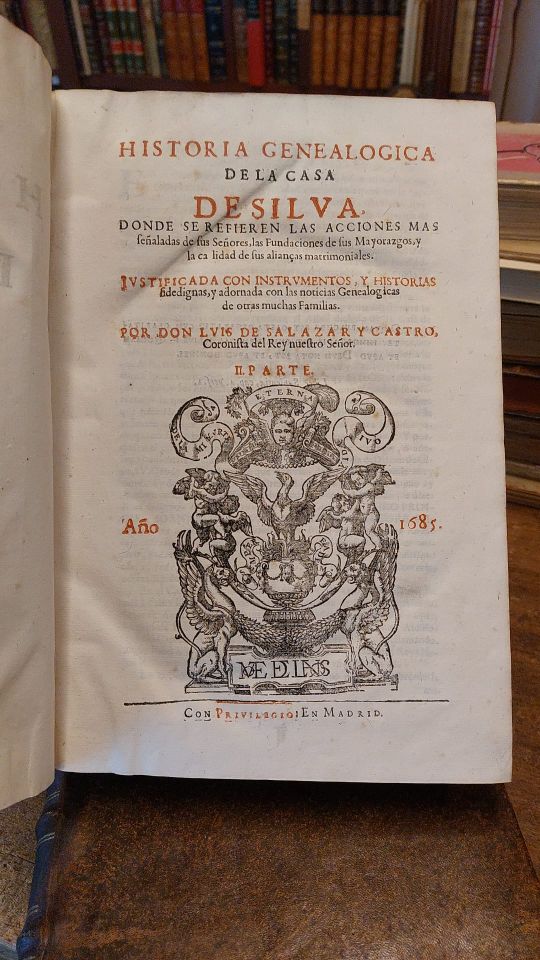 HISTORIA GENEALOGICA
DE LA CASA
DE SILVA,
DONDE SE REFIEREN LAS ACCIONES MAS
señaladas de sus Señores, las Fundaciones de sus Mayorazgos, y
la calidad de sus alianças matrimoniales.
JVSTIFICADA CON INSTRVMENTOS, Y HISTORIAS
fidedignas, y adornada con las noticias Genealogicas
de otras muchas Familias.
POR DON LVIS DE SALAZAR Y CASTRO,
Coronista del Rey nuestro Señor.
II. PARTE.
ETERNA
Año 1685.
CON PRIVILEGIO: EN MADRID.